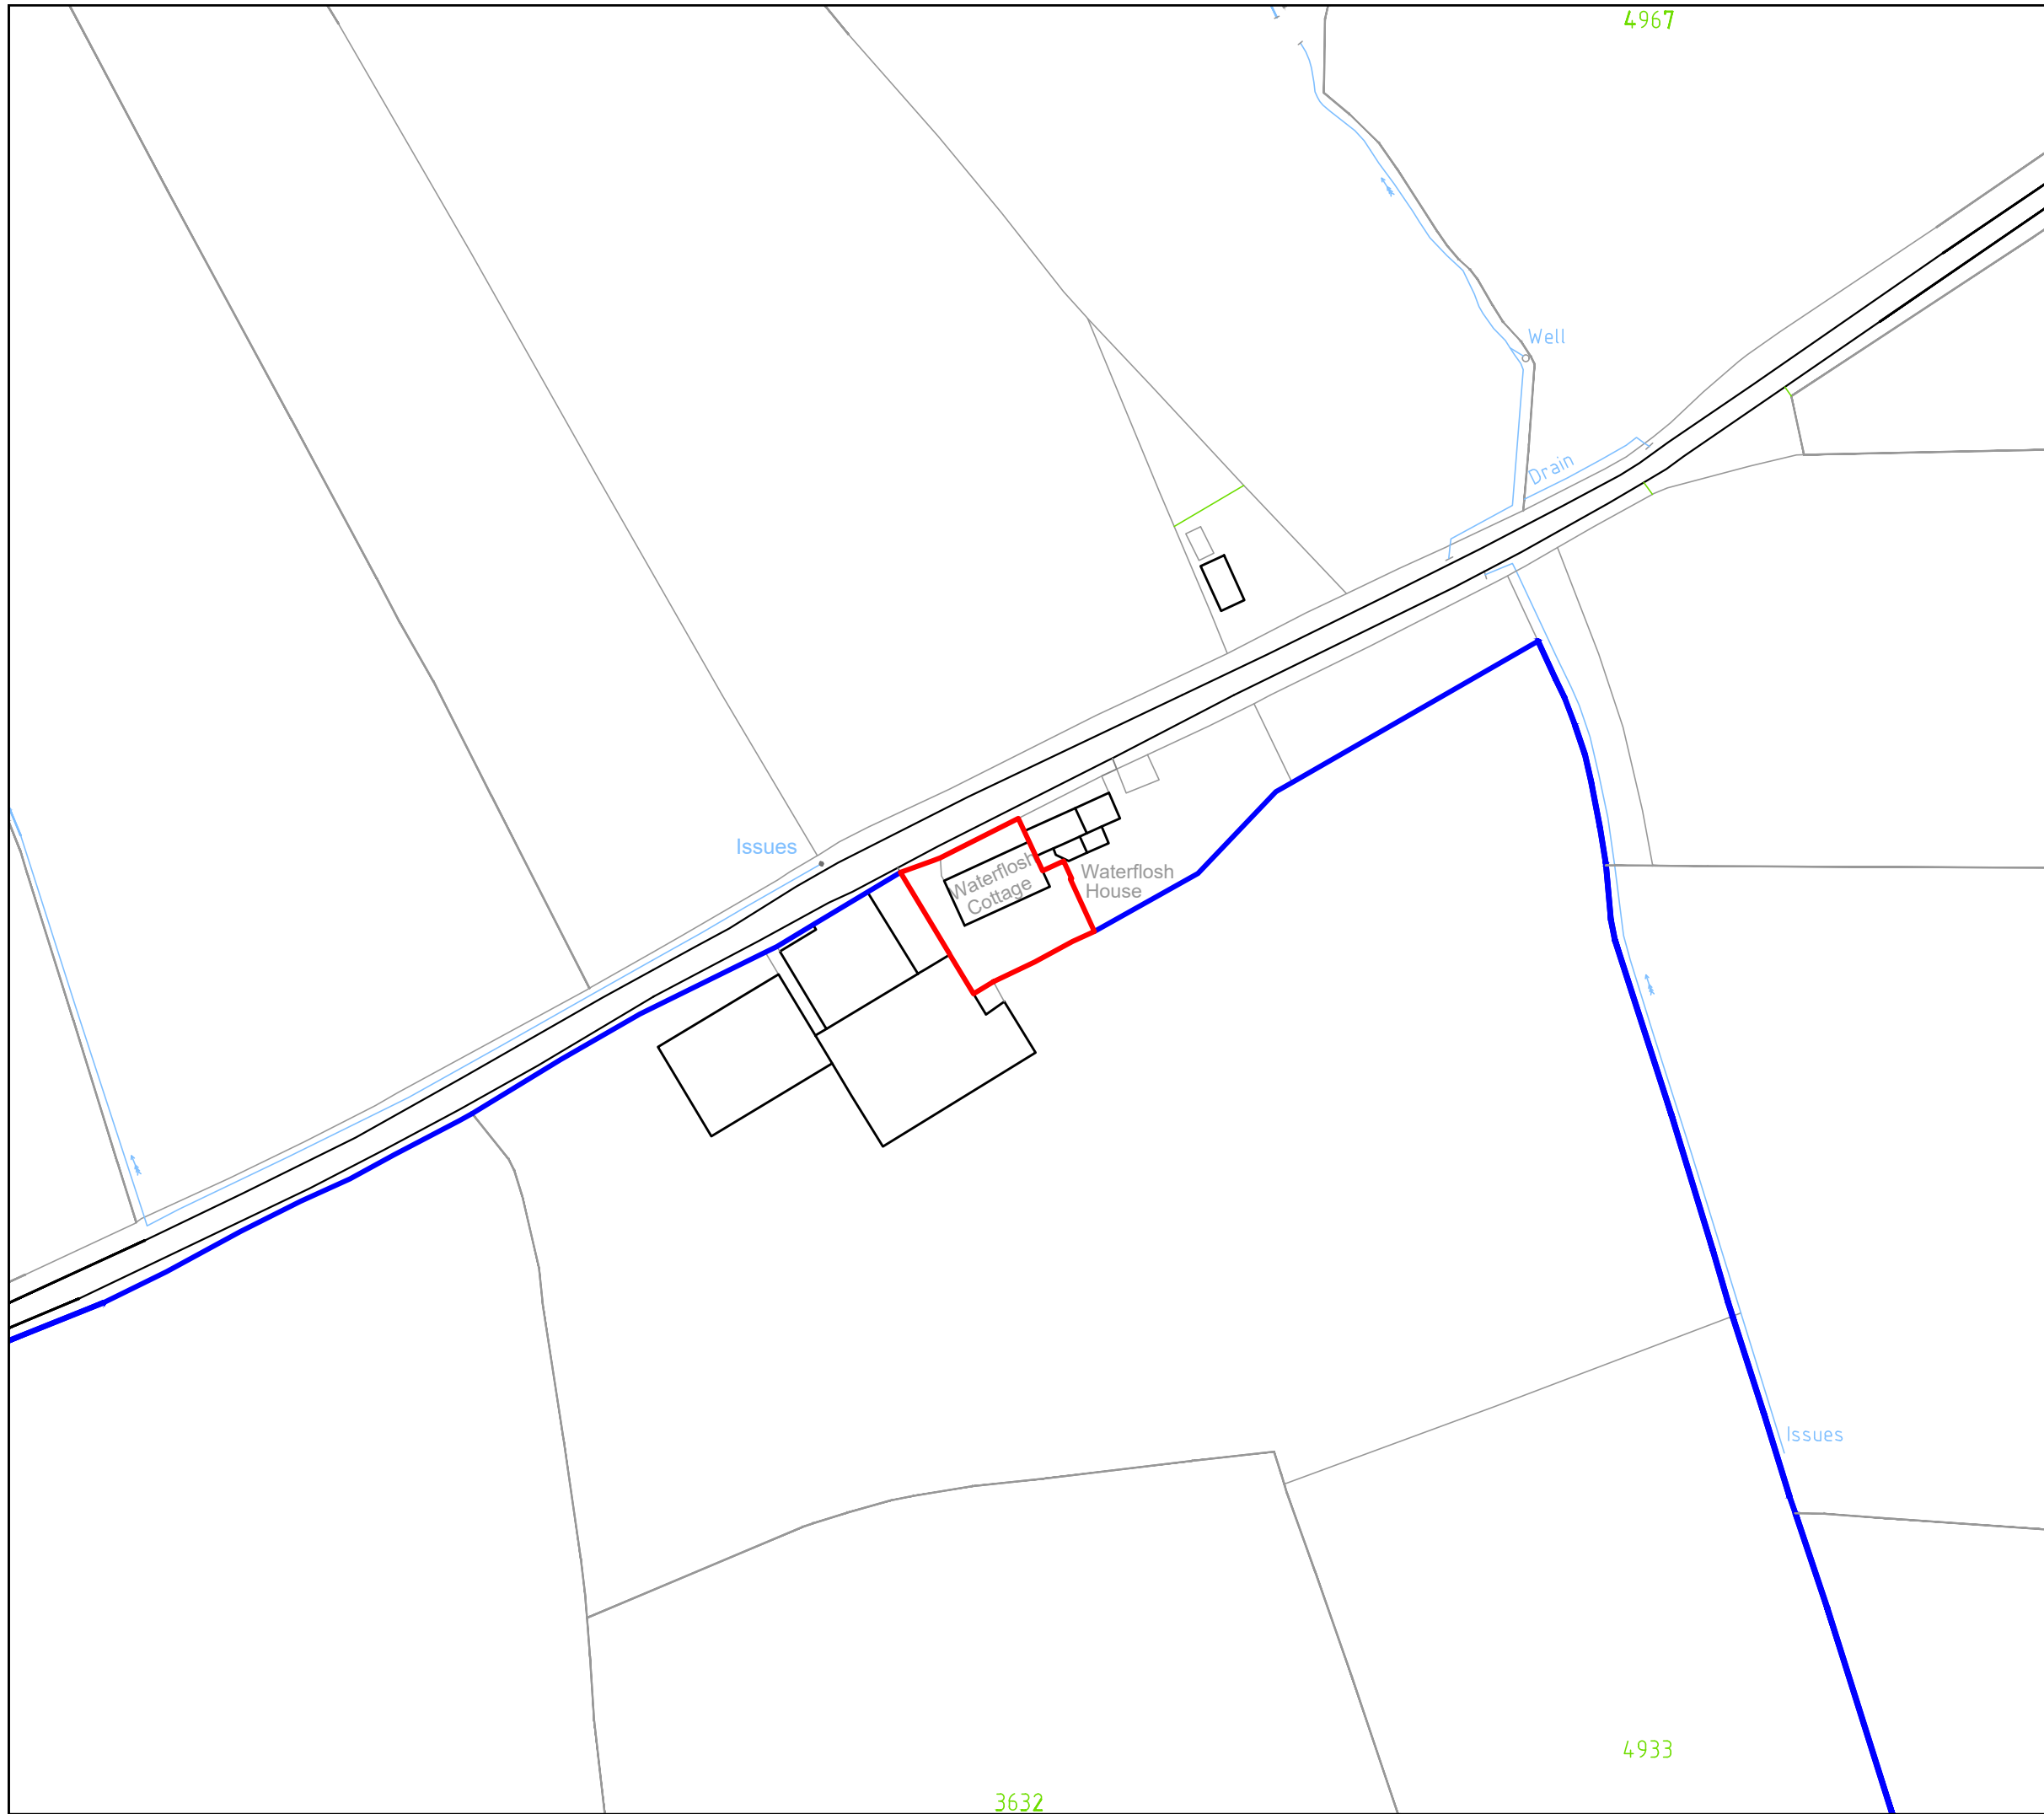 4967
Well
Drain
Issues
Waterflosh
Cottage
Waterflosh
House
Issues
4933
3632